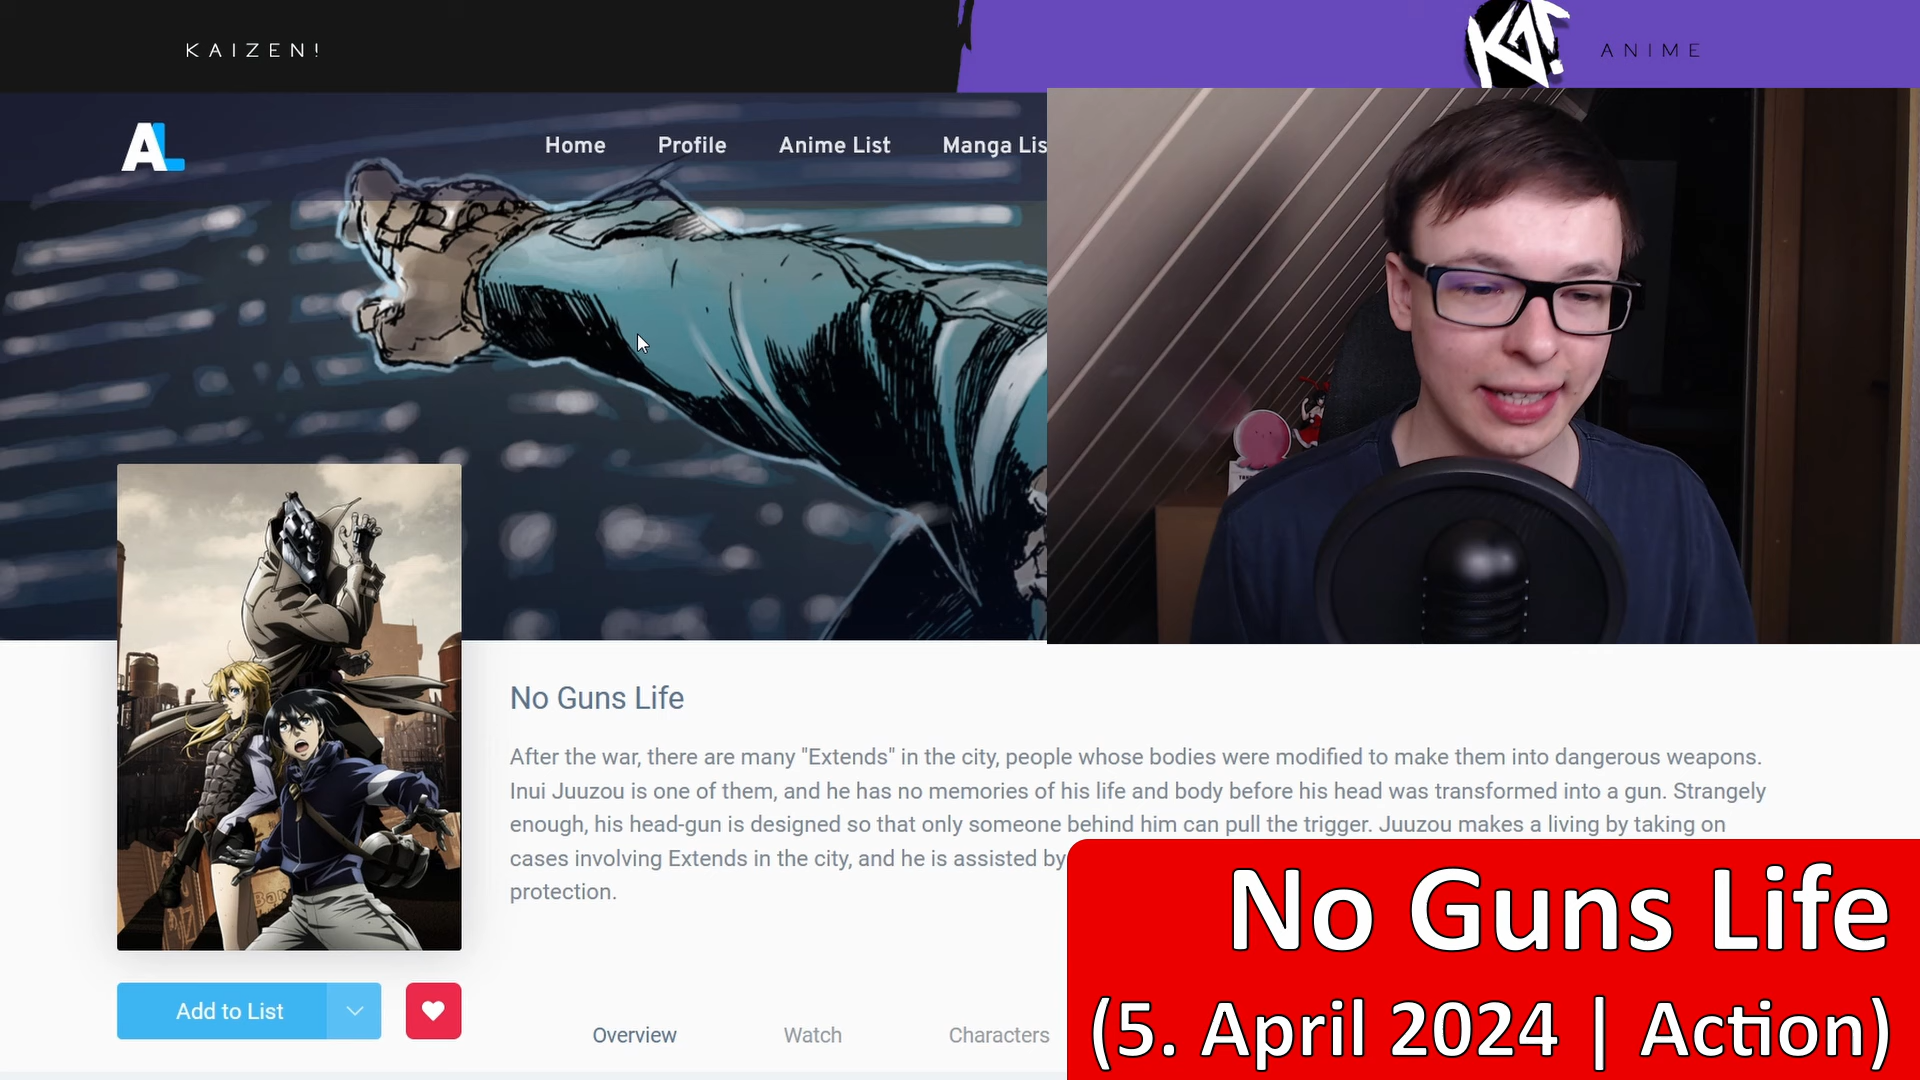 KAIZEN!
KA!
ANIME
AL
Home Profile Anime List Manga Lis
No Guns Life
After the war, there are many "Extends" in the city, people whose bodies were modified to make them into dangerous weapons.
Inui Juuzou is one of them, and he has no memories of his life and body before his head was transformed into a gun. Strangely
enough, his head-gun is designed so that only someone behind him can pull the trigger. Juuzou makes a living by taking on
cases involving Extends in the city, and he is assisted by
protection.
Add to List
Overview Watch Characters
No Guns Life
(5. April 2024 | Action)